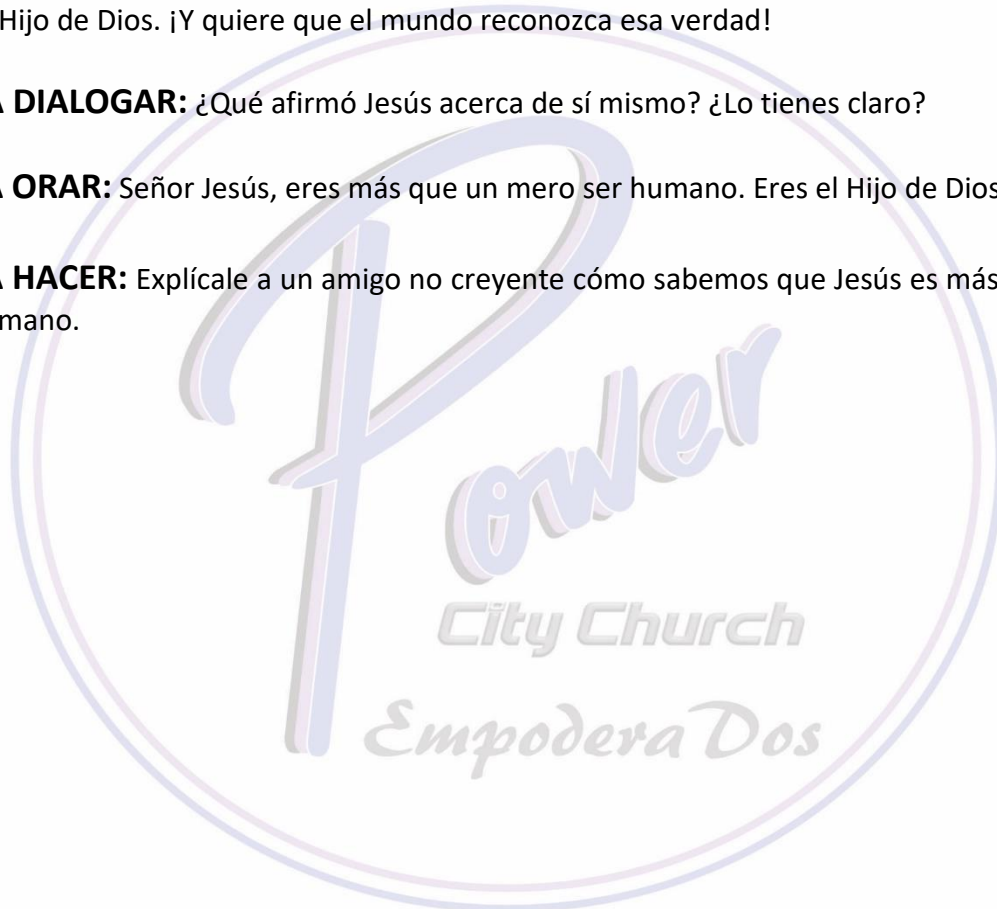 Hijo de Dios. ¡Y quiere que el mundo reconozca esa verdad!
A DIALOGAR: ¿Qué afirmó Jesús acerca de sí mismo? ¿Lo tienes claro?
A ORAR: Señor Jesús, eres más que un mero ser humano. Eres el Hijo de Dios
A HACER: Explícale a un amigo no creyente cómo sabemos que Jesús es más
mano.
Power
City Church
EmpoderaDos